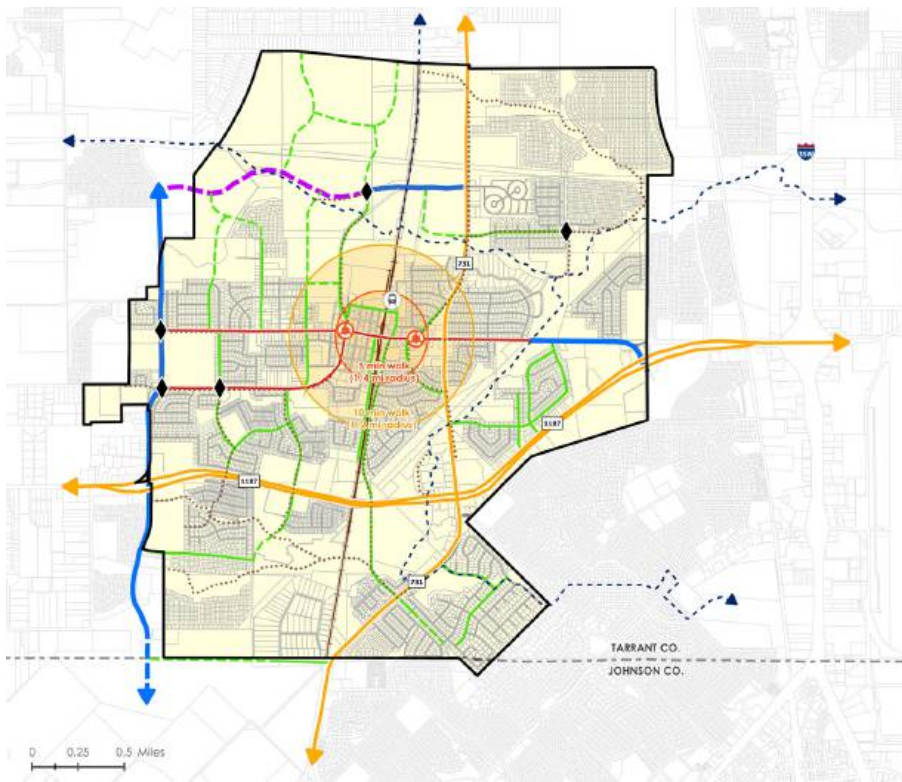 35W
731
5 min walk
(1/4 mi radius)
10 min walk
(1/2 mi radius)
1187
1187
731
TARRANT CO.
JOHNSON CO.
0 0.25 0.5 Miles